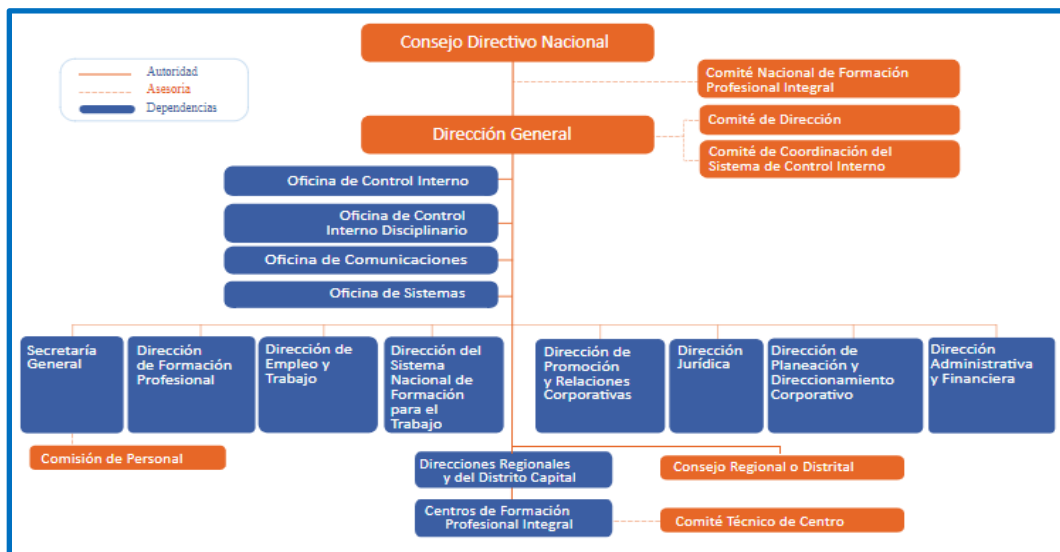 Consejo Directivo Nacional
Autoridad
Asesoria
Dependencias
Comité Nacional de Formación
Profesional Integral
Dirección General
Comité de Dirección
Comité de Coordinación del
Sistema de Control Interno
Oficina de Control Interno
Oficina de Control
Interno Disciplinario
Oficina de Comunicaciones
Oficina de Sistemas
Secretaría
General
Dirección
de Formación
Profesional
Dirección de
Empleo y
Trabajo
Dirección del
Sistema
Nacional de
Formación
para el
Trabajo
Dirección de
Promoción
y Relaciones
Corporativas
Dirección
Jurídica
Dirección de
Planeación y
Direccionamiento
Corporativo
Dirección
Administrativa
y Financiera
Comisión de Personal
Direcciones Regionales
y del Distrito Capital
Consejo Regional o Distrital
Centros de Formación
Profesional Integral
Comité Técnico de Centro